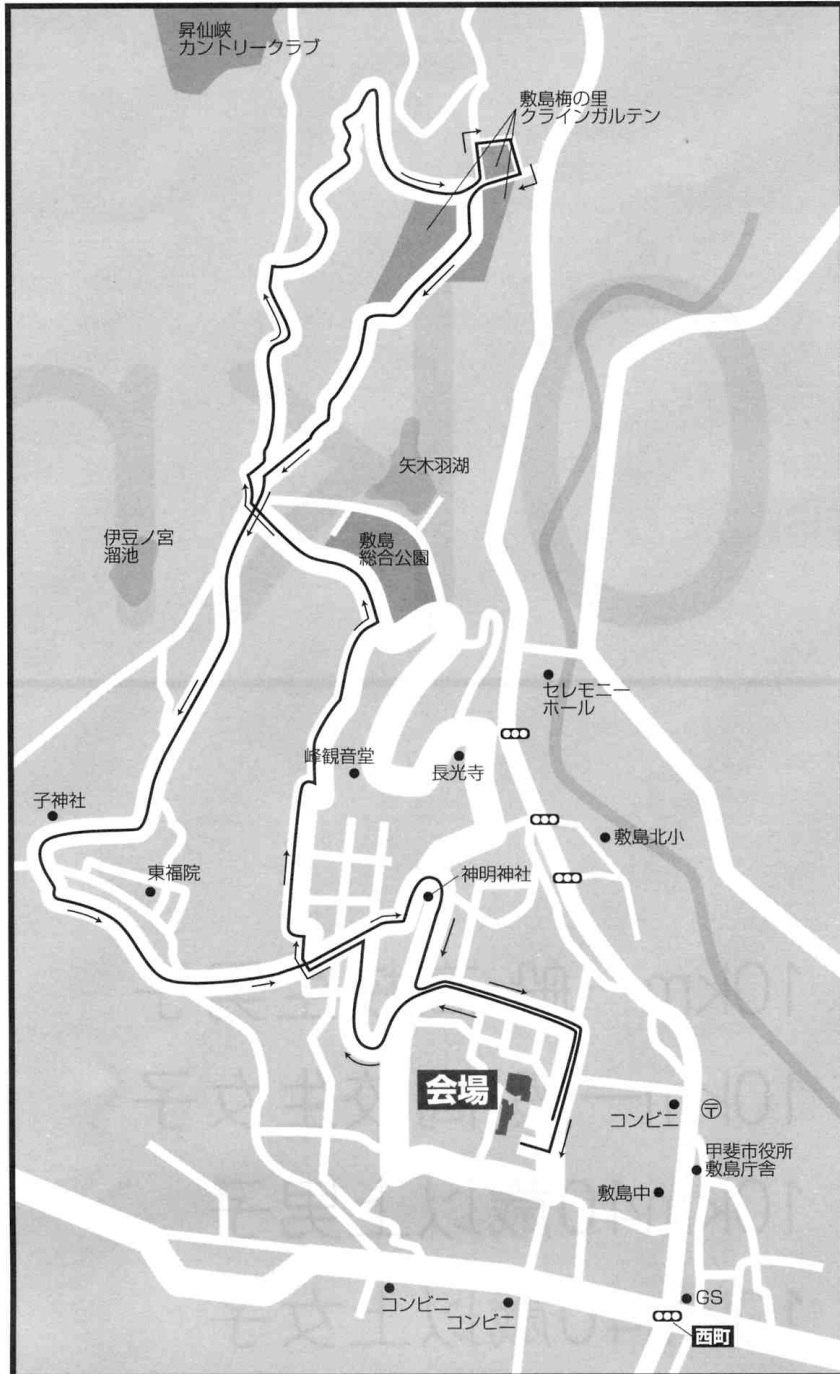 昇仙峡
カントリークラブ
敷島梅の里
クラインガルテン
矢木羽湖
伊豆ノ宮
溜池
敷島
総合公園
セレモニー
ホール
峰観音堂
長光寺
子神社
敷島北小
東福院
神明神社
会場
コンビニ
〒
甲斐市役所
敷島庁舎
敷島中
コンビニ
コンビニ
GS
西町